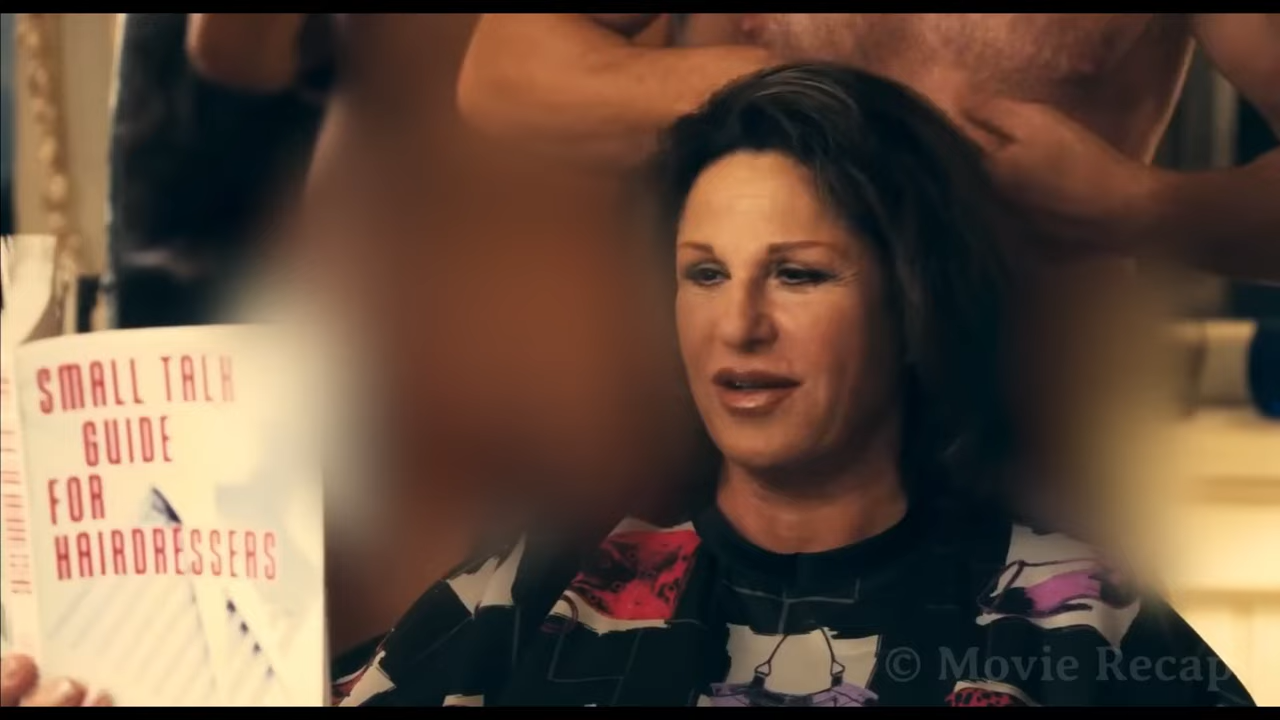 SMALL TALK
GUIDE
FOR
HAIRDRESSERS
© Movie Recap